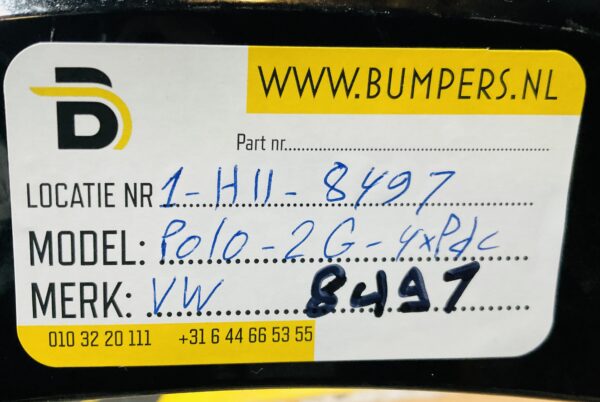 B
WWW.BUMPERS.NL
Part nr.
LOCATIE NR 1-H11-8497
MODEL: Polo-2G-4xPdc
MERK: VW 8497
010 32 20 111 +31 6 44 66 53 55